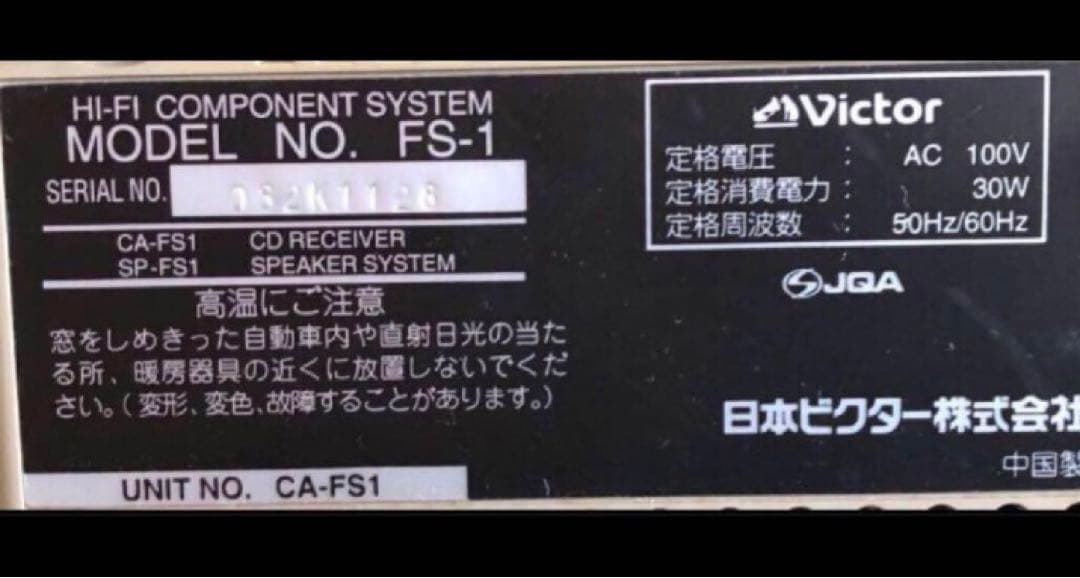 HI-FI COMPONENT SYSTEM
MODEL NO. FS-1
SERIAL NO. 032K1126
CA-FS1 CD RECEIVER
SP-FS1 SPEAKER SYSTEM
高温にご注意
窓をしめきった自動車内や直射日光の当た
る所、暖房器具の近くに放置しないでくだ
さい。(変形、変色、故障することがあります。)
UNIT NO. CA-FS1
Victor
定格電圧 : AC 100V
定格消費電力 : 30W
定格周波数 : 50Hz/60Hz
JQA
日本ビクター株式会社
中国製